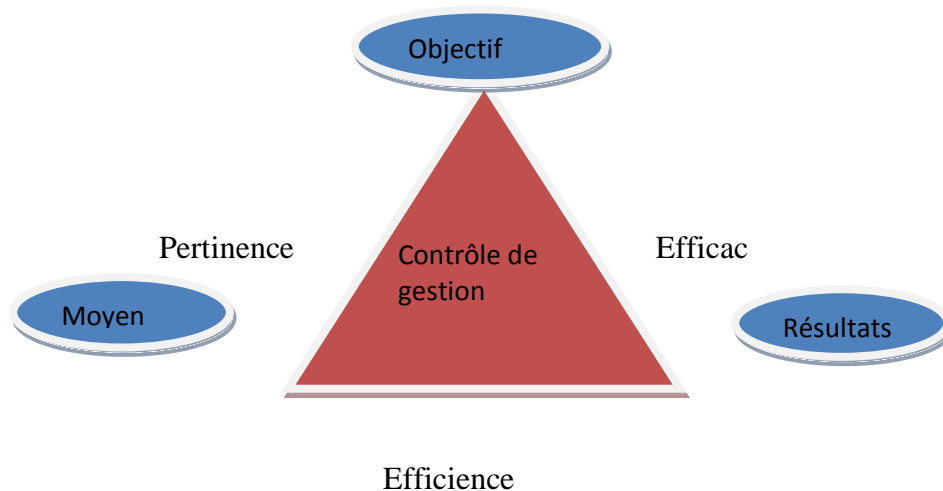 Objectif
Pertinence
Efficac
Contrôle de
gestion
Moyen
Résultats
Efficience